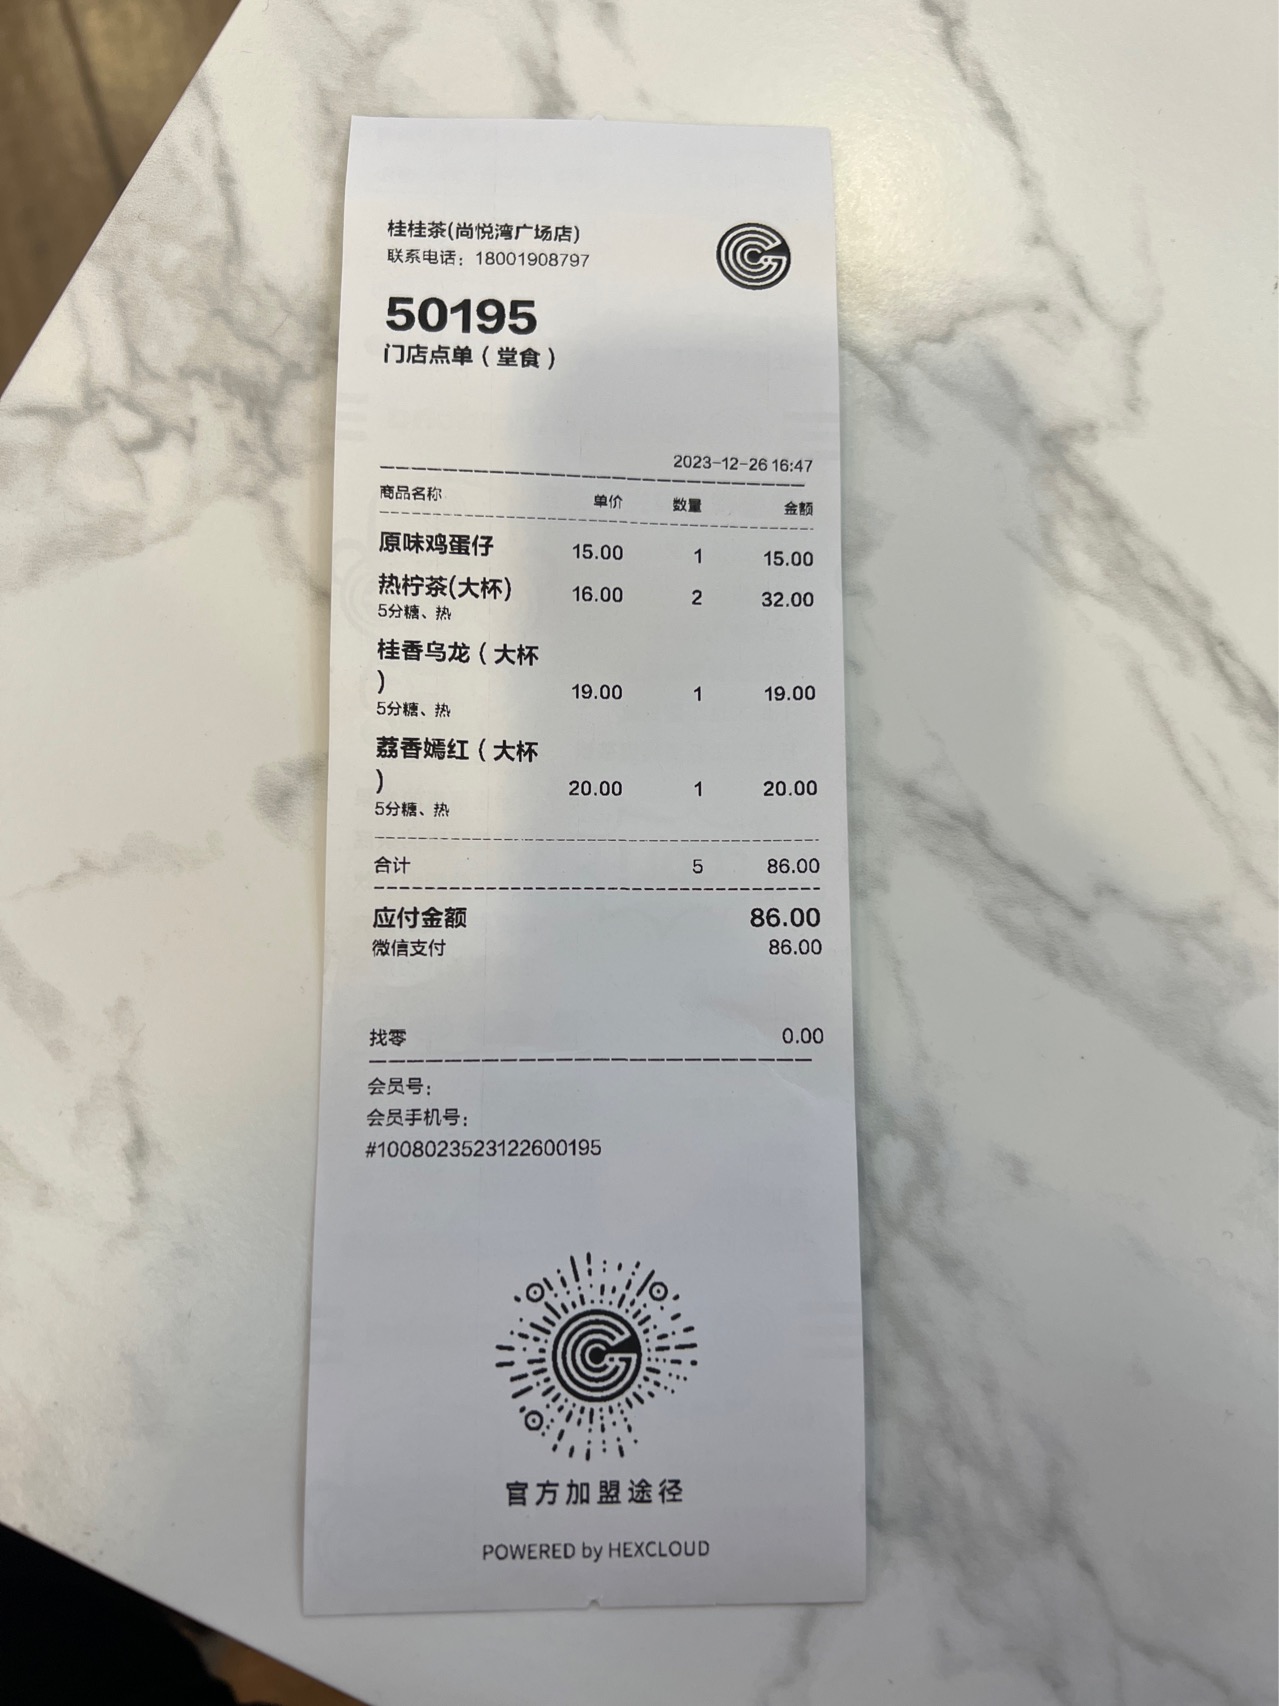 桂桂茶(尚悦湾广场店)
联系电话：18001908797
50195
门店点单（堂食）
2023-12-26 16:47
商品名称 单价 数量 金额
原味鸡蛋仔 15.00 1 15.00
热柠茶(大杯) 16.00 2 32.00
5分糖、热
桂香乌龙（大杯
） 19.00 1 19.00
5分糖、热
荔香嫣红（大杯
） 20.00 1 20.00
5分糖、热
合计 5 86.00
应付金额 86.00
微信支付 86.00
找零 0.00
会员号：
会员手机号：
#1008023523122600195
官方加盟途径
POWERED by HEXCLOUD